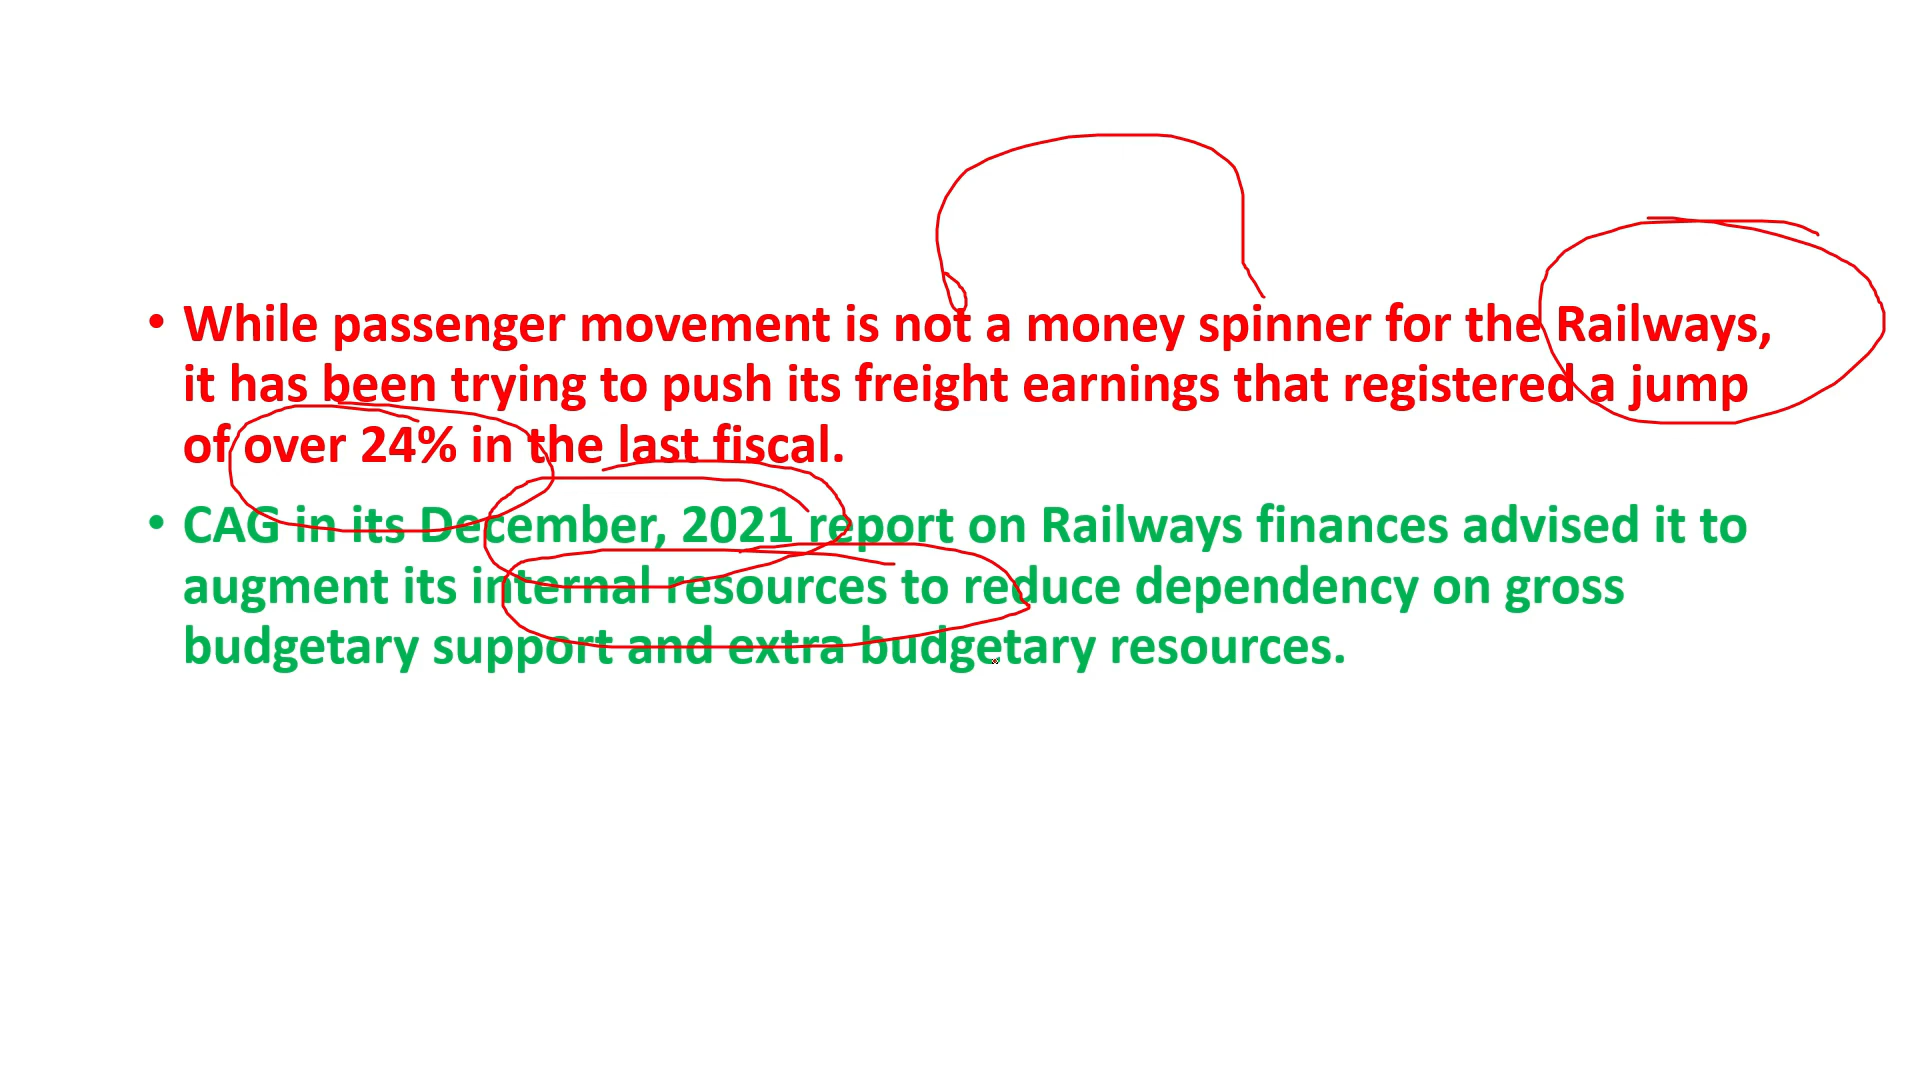 • While passenger movement is not a money spinner for the Railways,
it has been trying to push its freight earnings that registered a jump
of over 24% in the last fiscal.
• CAG in its December, 2021 report on Railways finances advised it to
augment its internal resources to reduce dependency on gross
budgetary support and extra budgetary resources.